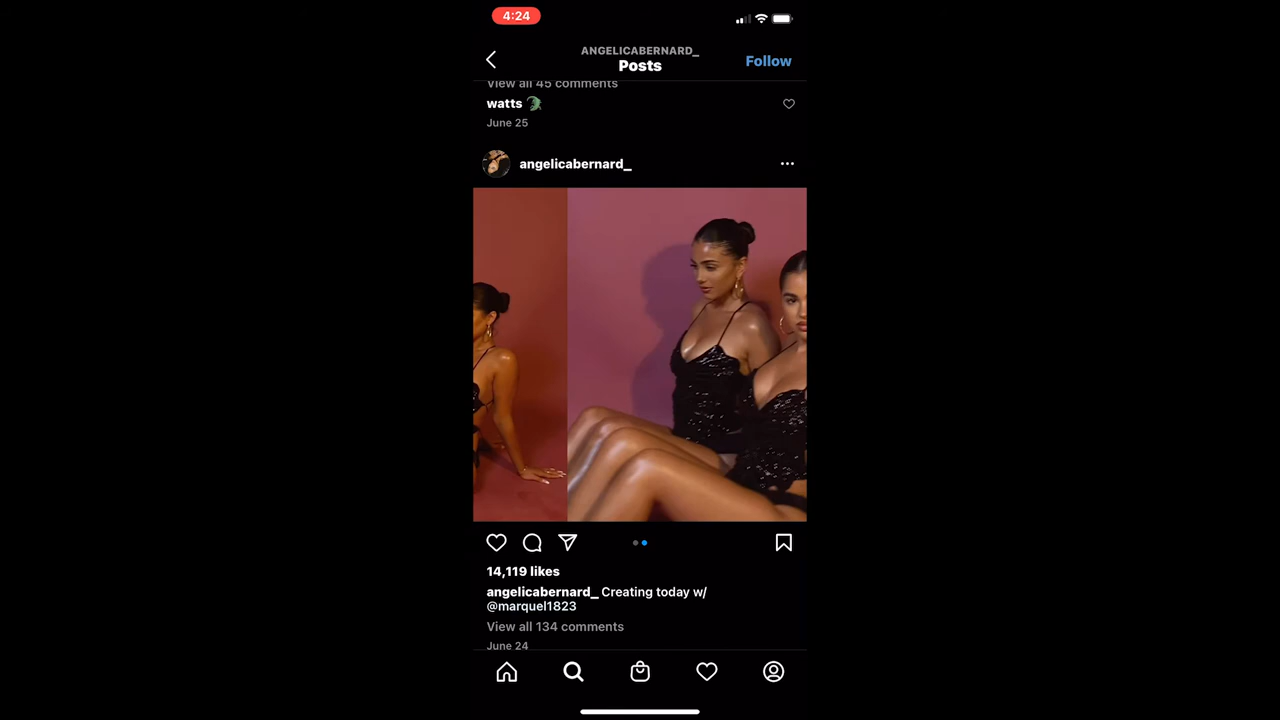 4:24
ANGELICABERNARD_
Posts
Follow
View all 45 comments
watts
June 25
angelicabernard_
14,119 likes
angelicabernard_ Creating today w/
@marquel1823
View all 134 comments
June 24